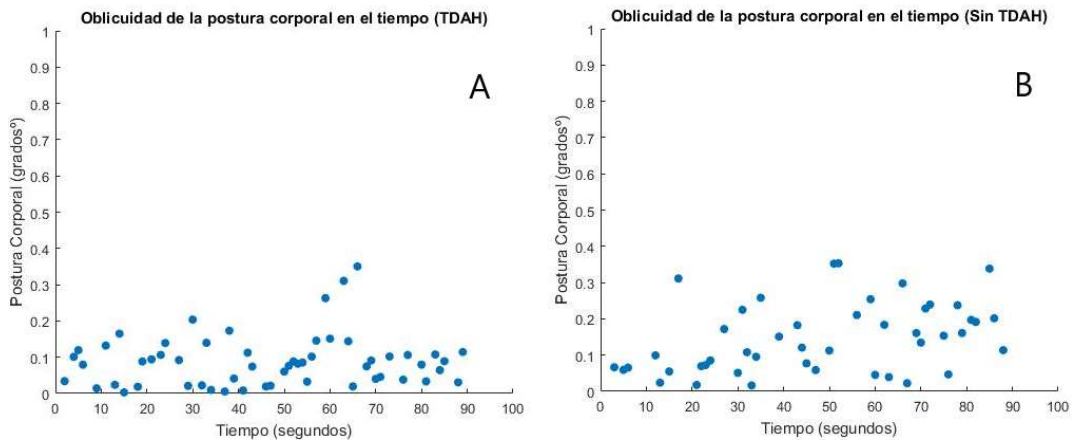 Oblicuidad de la postura corporal en el tiempo (TDAH)
A
Postura Corporal (gradosº)
1
0.9
0.8
0.7
0.6
0.5
0.4
0.3
0.2
0.1
0
0 10 20 30 40 50 60 70 80 90 100
Tiempo (segundos)
Oblicuidad de la postura corporal en el tiempo (Sin TDAH)
B
Postura Corporal (gradosº)
1
0.9
0.8
0.7
0.6
0.5
0.4
0.3
0.2
0.1
0
0 10 20 30 40 50 60 70 80 90 100
Tiempo (segundos)